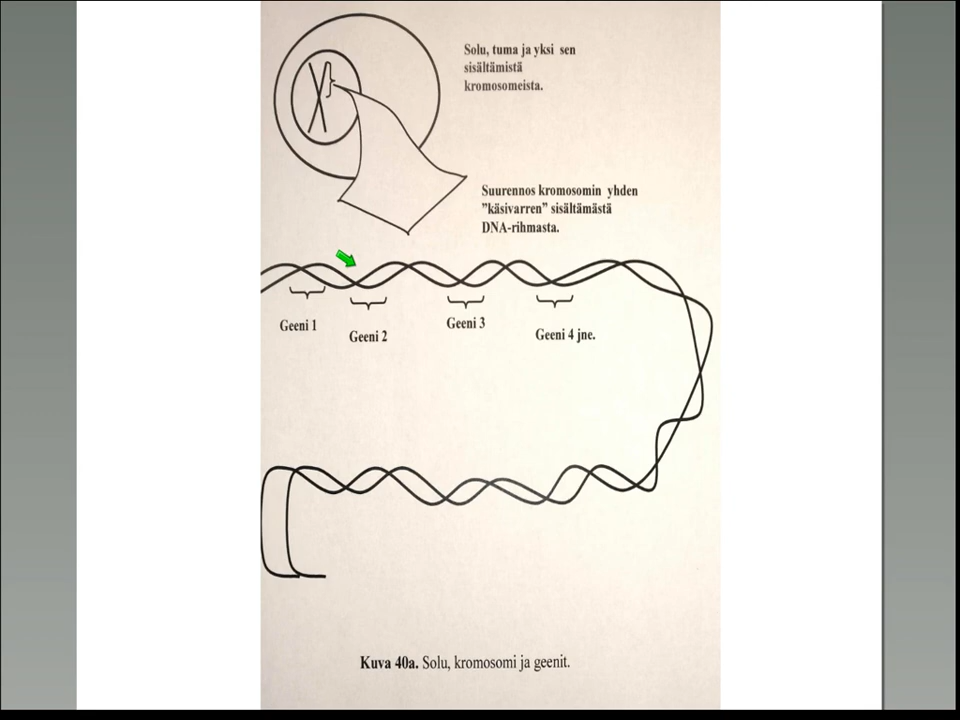 Solu, tuma ja yksi sen
sisältämistä
kromosomeista.
Suurennos kromosomin yhden
”käsivarren” sisältämästä
DNA-rihmasta.
Geeni 1
Geeni 2
Geeni 3
Geeni 4 jne.
Kuva 40a. Solu, kromosomi ja geenit.